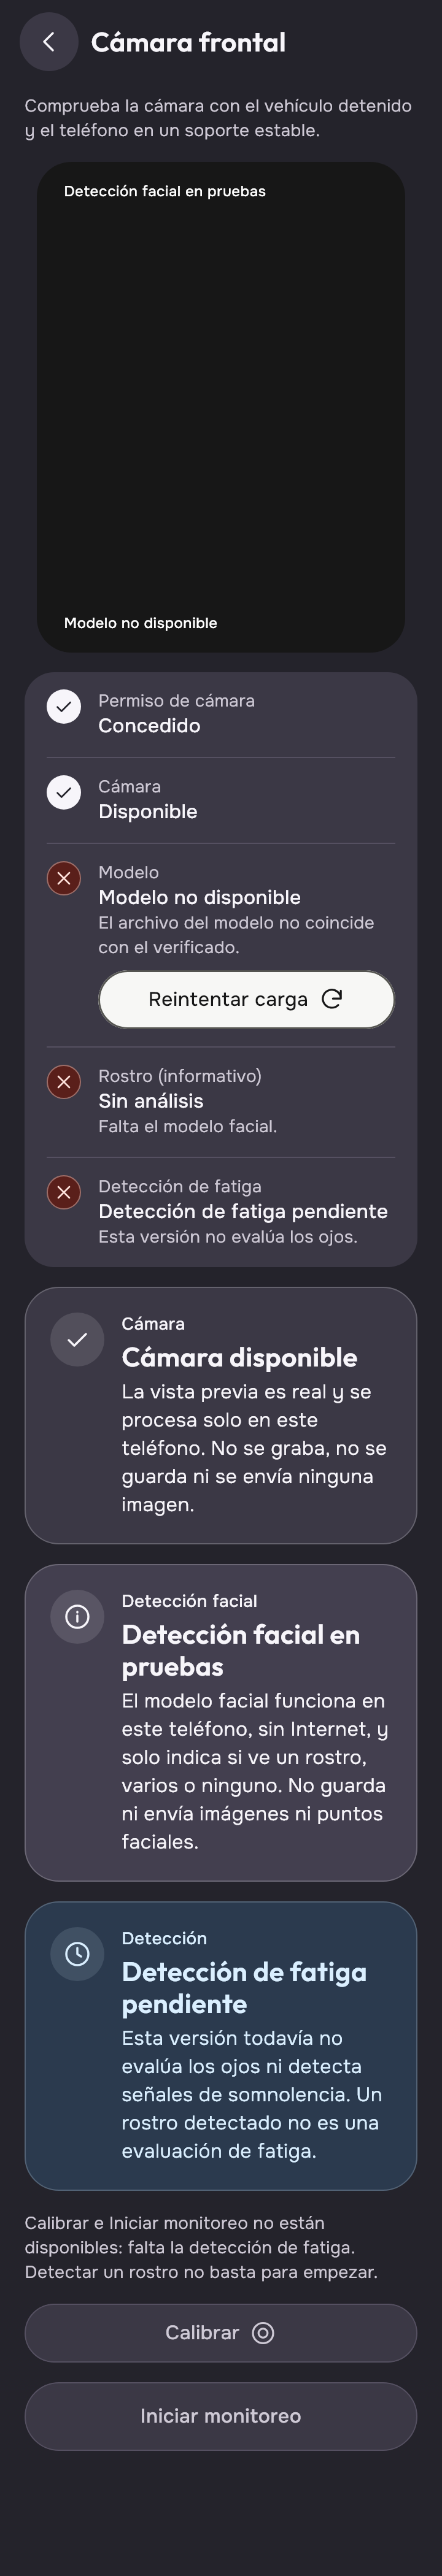 Cámara frontal
Comprueba la cámara con el vehículo detenido
y el teléfono en un soporte estable.
Detección facial en pruebas
Modelo no disponible
Permiso de cámara
Concedido
Cámara
Disponible
Modelo
Modelo no disponible
El archivo del modelo no coincide
con el verificado.
Reintentar carga
Rostro (informativo)
Sin análisis
Falta el modelo facial.
Detección de fatiga
Detección de fatiga pendiente
Esta versión no evalúa los ojos.
Cámara
Cámara disponible
La vista previa es real y se
procesa solo en este
teléfono. No se graba, no se
guarda ni se envía ninguna
imagen.
Detección facial
Detección facial en
pruebas
El modelo facial funciona en
este teléfono, sin Internet, y
solo indica si ve un rostro,
varios o ninguno. No guarda
ni envía imágenes ni puntos
faciales.
Detección
Detección de fatiga
pendiente
Esta versión todavía no
evalúa los ojos ni detecta
señales de somnolencia. Un
rostro detectado no es una
evaluación de fatiga.
Calibrar e Iniciar monitoreo no están
disponibles: falta la detección de fatiga.
Detectar un rostro no basta para empezar.
Calibrar
Iniciar monitoreo